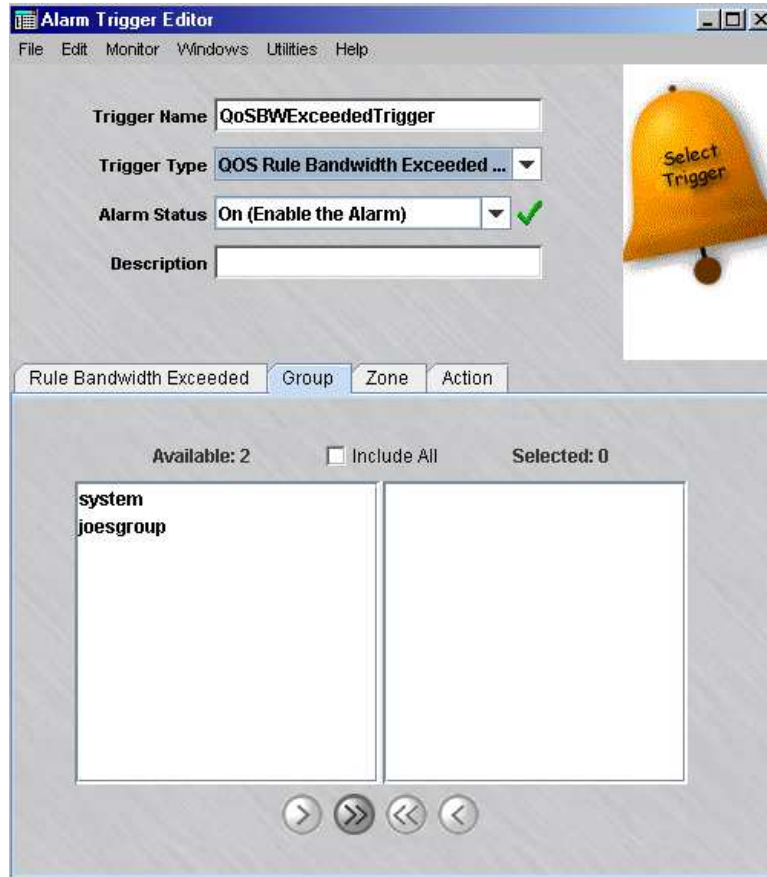 Alarm Trigger Editor
File Edit Monitor Windows Utilities Help
Trigger Name QoSBWExceededTrigger
Trigger Type QOS Rule Bandwidth Exceeded ...
Alarm Status On (Enable the Alarm)
Description
Select
Trigger
Rule Bandwidth Exceeded Group Zone Action
Available: 2 Include All Selected: 0
system
joesgroup